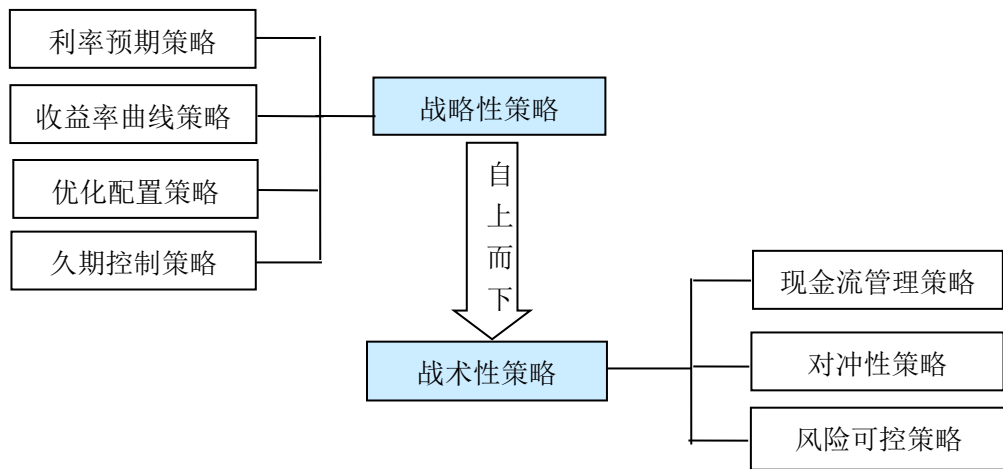 利率预期策略
收益率曲线策略
优化配置策略
久期控制策略
战略性策略
自
上
而
下
战术性策略
现金流管理策略
对冲性策略
风险可控策略